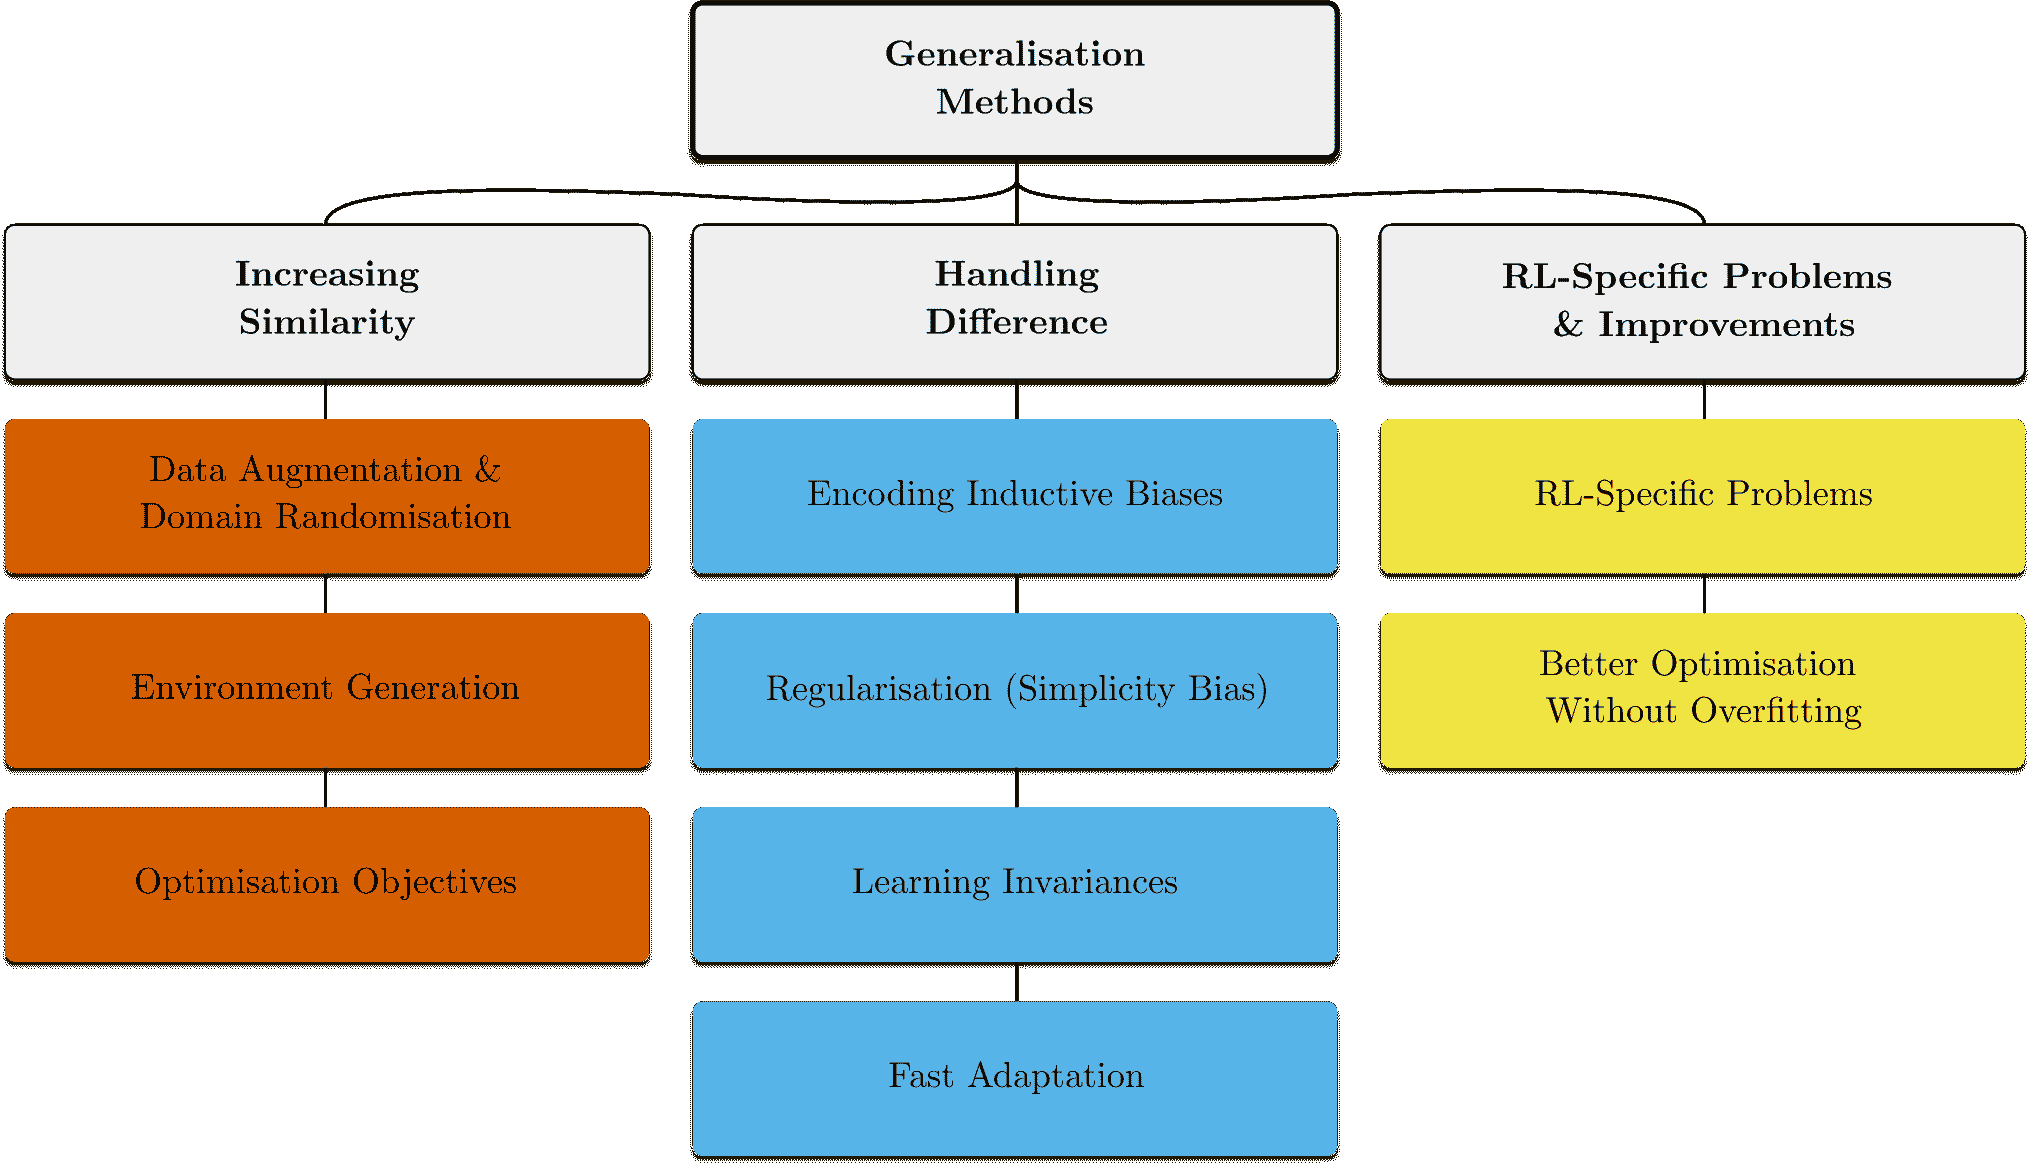 Generalisation
Methods
Increasing
Similarity
Handling
Difference
RL-Specific Problems
& Improvements
Data Augmentation &
Domain Randomisation
Environment Generation
Optimisation Objectives
Encoding Inductive Biases
Regularisation (Simplicity Bias)
Learning Invariances
Fast Adaptation
RL-Specific Problems
Better Optimisation
Without Overfitting